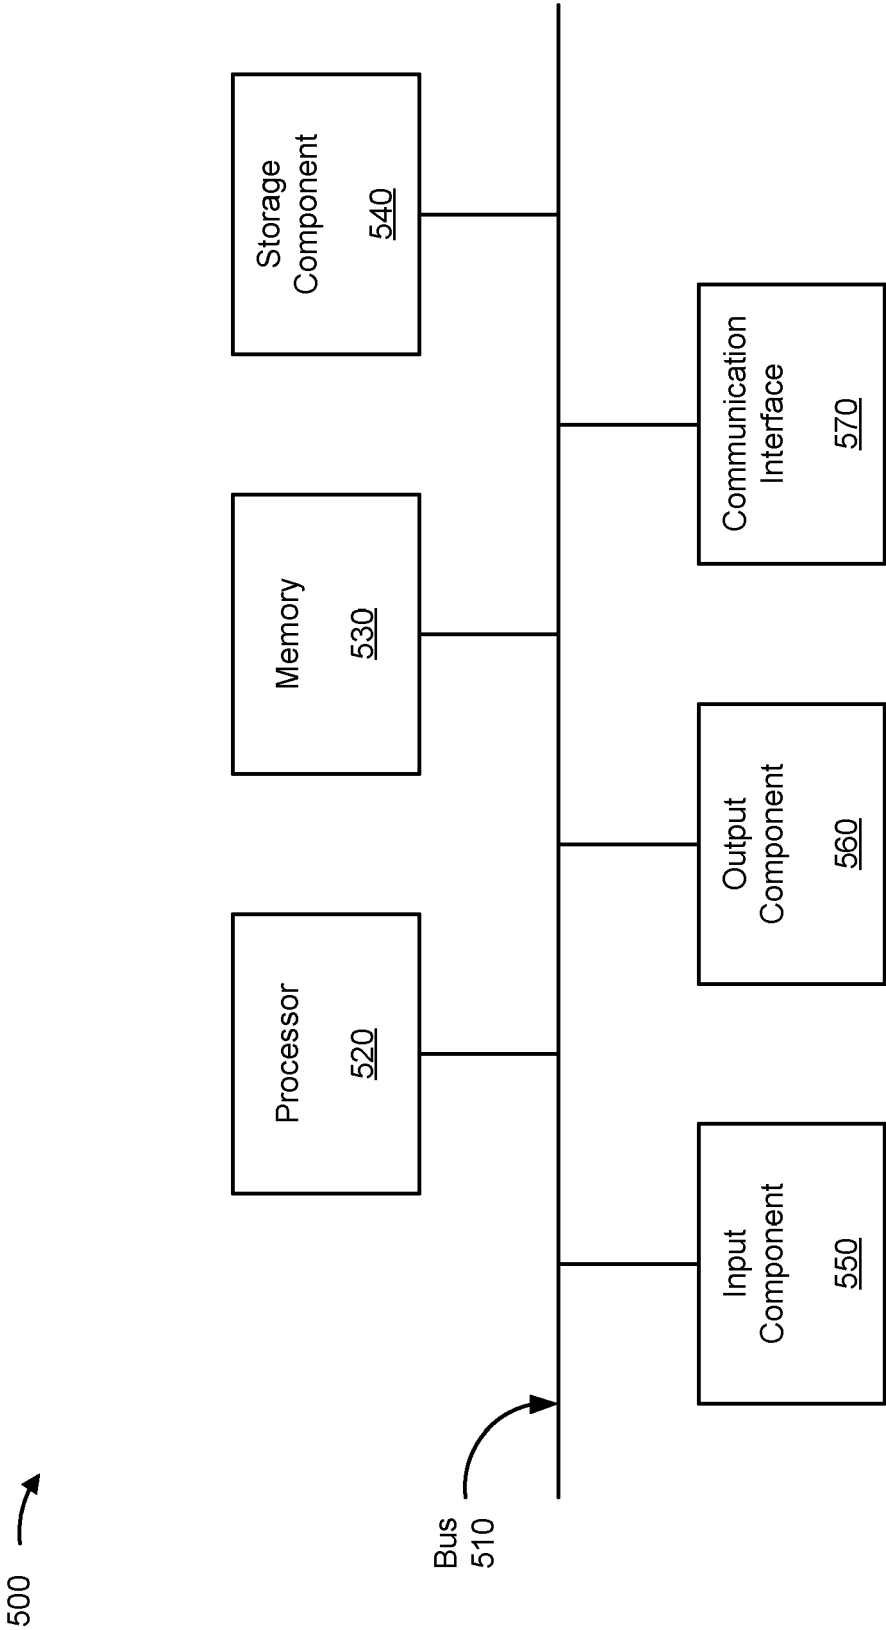 500
Processor
520
Memory
530
Storage
Component
540
Bus
510
Input
Component
550
Output
Component
560
Communication
Interface
570